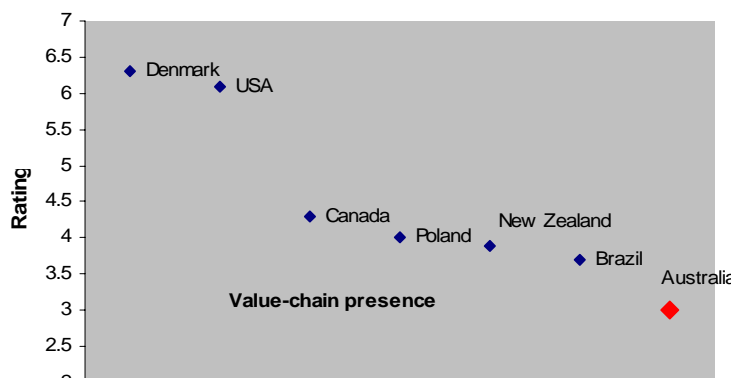 7
6.5
Denmark
USA
6
5.5
5
4.5
Canada
New Zealand
Poland
4
Brazil
3.5
Australia
Value-chain presence
3
2.5
Rating